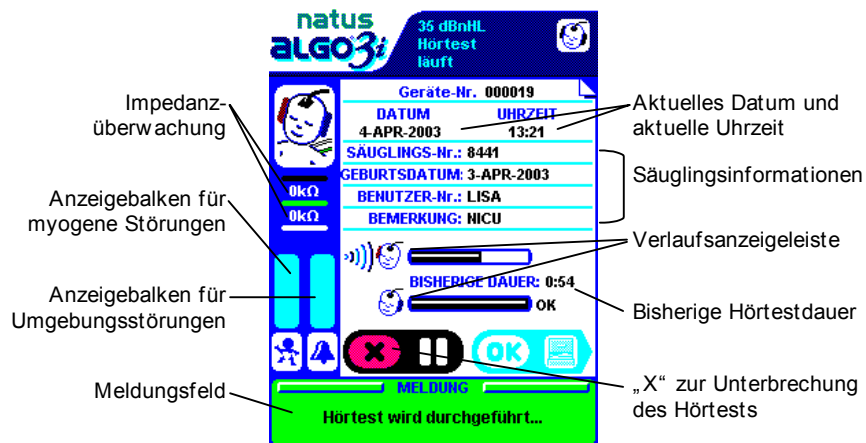 natus
ALGO 3i
35 dBnHL
Hörtest
läuft
Geräte-Nr. 000019
DATUM UHRZEIT
4-APR-2003 13:21
SÄUGLINGS-Nr.: 8441
GEBURTSDATUM: 3-APR-2003
BENUTZER-Nr.: LISA
BEMERKUNG: NICU
0kΩ
0kΩ
BISHERIGE DAUER: 0:54
OK
OK
MELDUNG
Hörtest wird durchgeführt...
Impedanz-
überwachung
Anzeigebalken für
myogene Störungen
Anzeigebalken für
Umgebungsstörungen
Meldungsfeld
Aktuelles Datum und
aktuelle Uhrzeit
Säuglingsinformationen
Verlaufsanzeigeleiste
Bisherige Hörtestdauer
„X“ zur Unterbrechung
des Hörtests